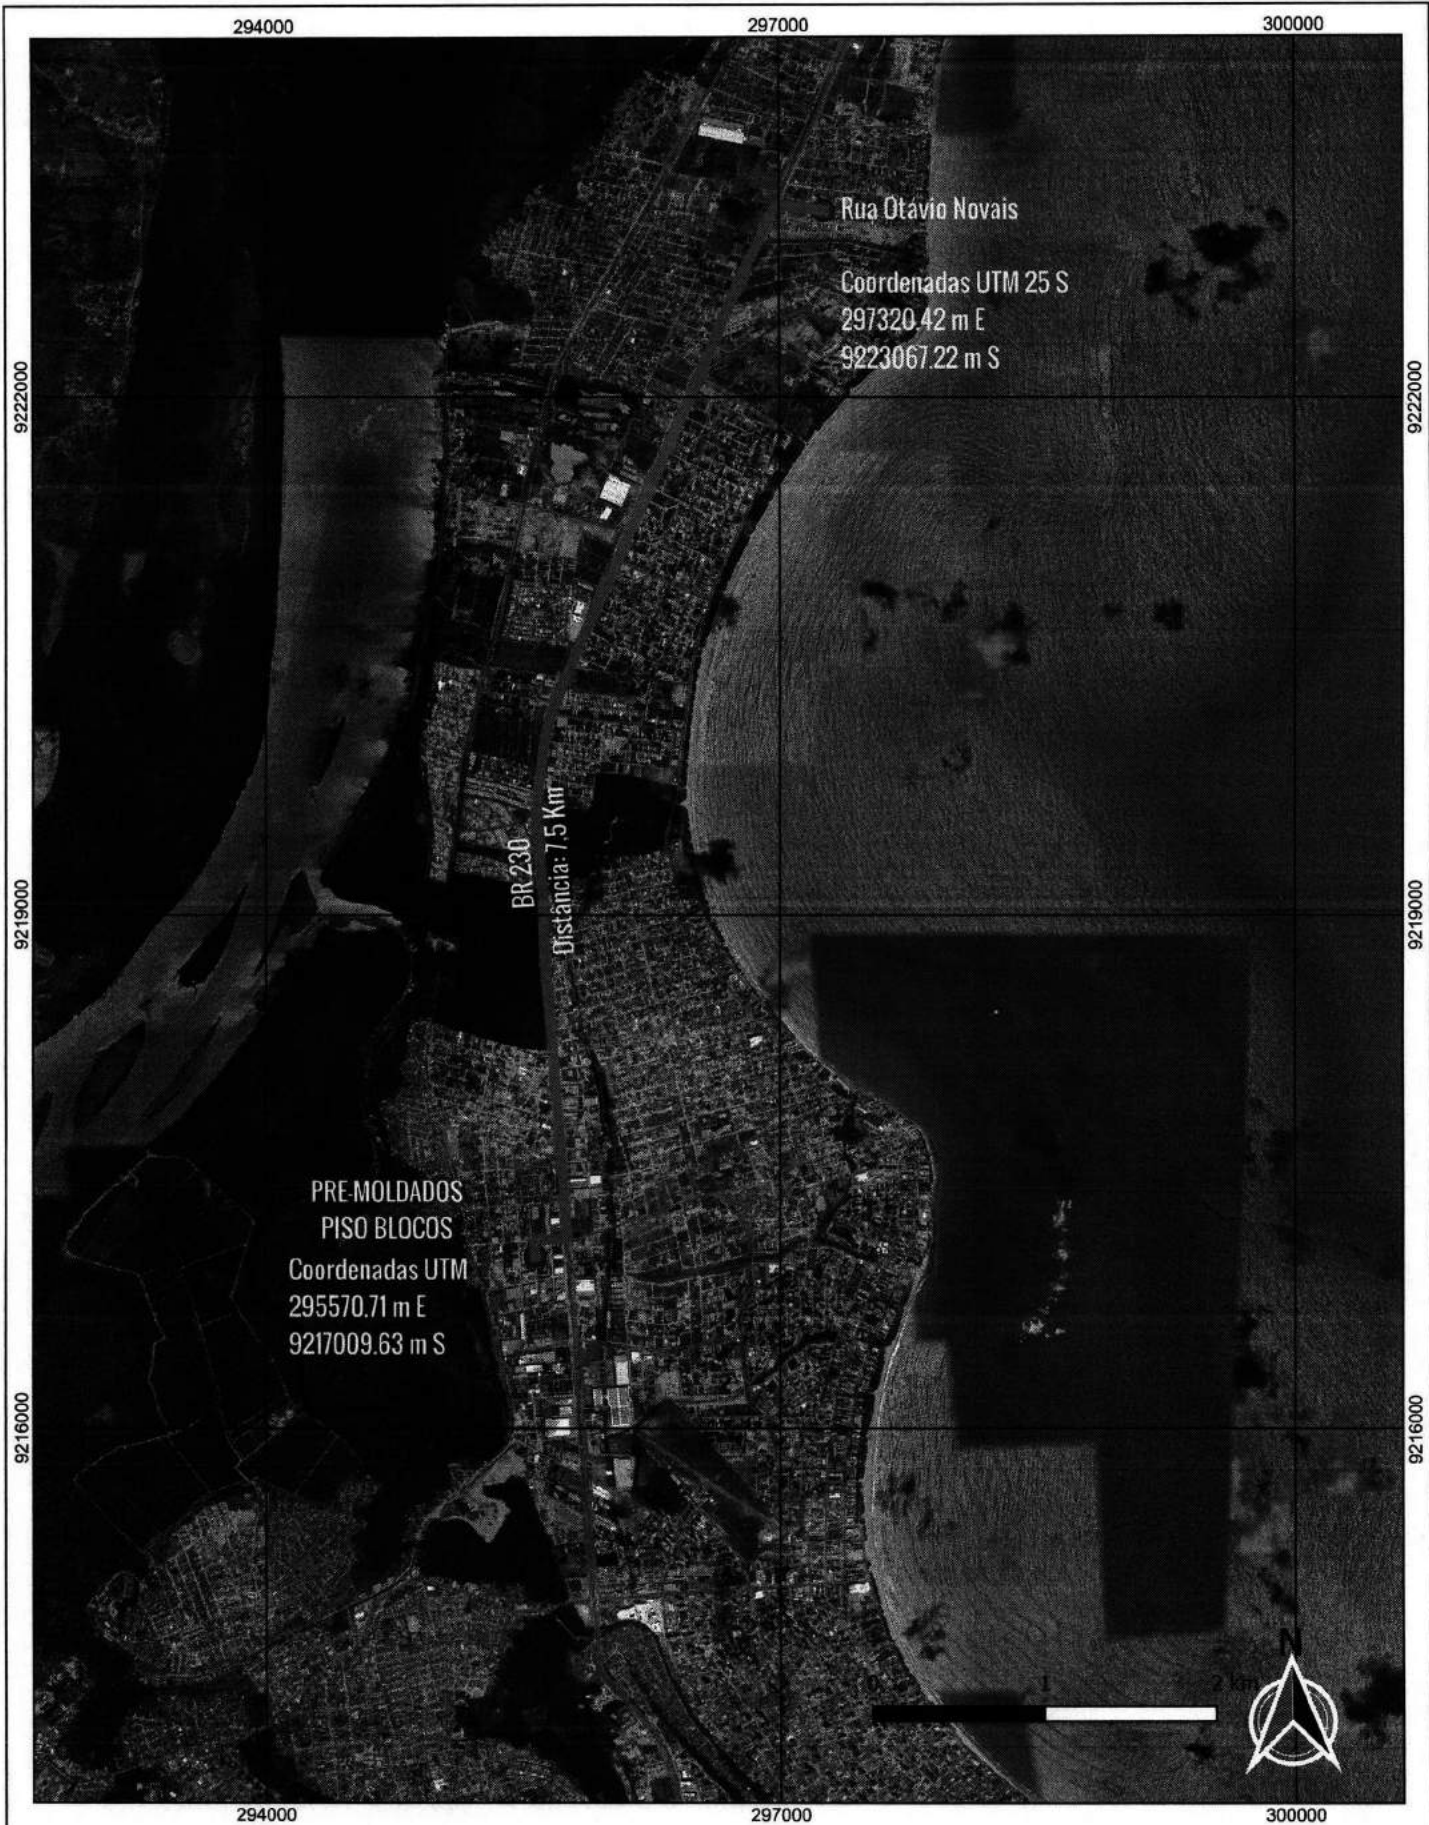 294000
297000
300000
Rua Otávio Novais
Coordenadas UTM 25 S
297320.42 m E
9223067.22 m S
9222000
9222000
BR 230
Distância: 7,5 Km
9219000
9219000
PRE-MOLDADOS
PISO BLOCOS
Coordenadas UTM
295570.71 m E
9217009.63 m S
9216000
9216000
N
0
1
2 km
294000
297000
300000